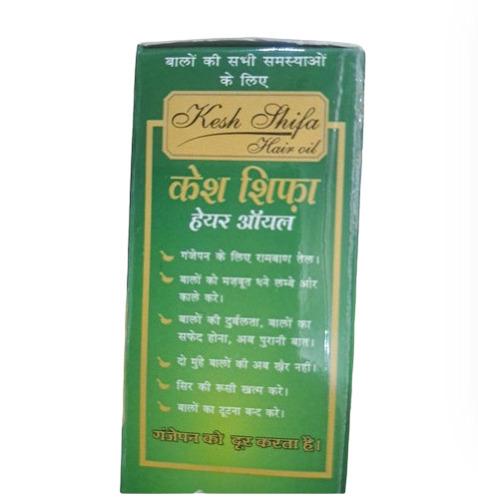 बालों की सभी समस्याओं
के लिए
Kesh Shifa
Hair oil
केश शिफ़ा
हेयर ऑयल
गंजेपन के लिए रामबाण तेल।
बालों को मजबूत घने लम्बे और
काले करे।
बालों की दुर्बलता, बालों का
सफेद होना, अब पुरानी बात।
दो मुहे बालों की अब खैर नहीं।
सिर की रूसी खत्म करे।
बालों का टूटना बन्द करे।
गंजेपन को दूर करता है।